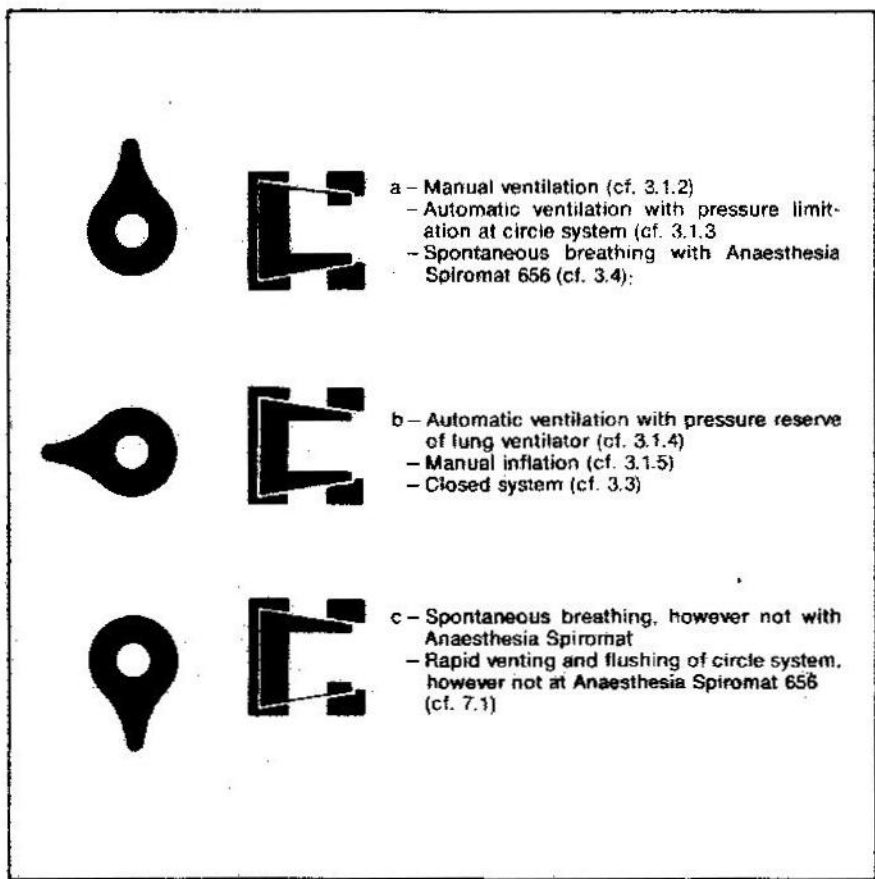 a – Manual ventilation (cf. 3.1.2)
– Automatic ventilation with pressure limit-
ation at circle system (cf. 3.1.3
– Spontaneous breathing with Anaesthesia
Spiromat 656 (cf. 3.4).
b – Automatic ventilation with pressure reserve
of lung ventilator (cf. 3.1.4)
– Manual inflation (cf. 3.1.5)
– Closed system (cf. 3.3)
c – Spontaneous breathing, however not with
Anaesthesia Spiromat
– Rapid venting and flushing of circle system,
however not at Anaesthesia Spiromat 656
(cf. 7.1)